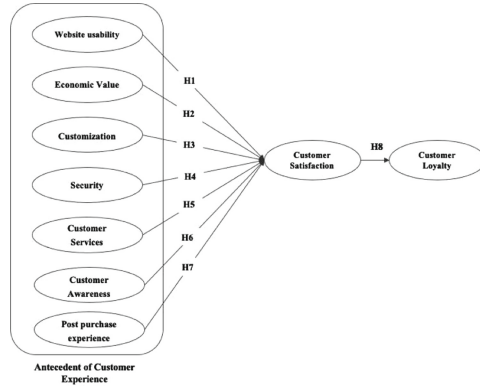 Website usability
H1
Economic Value
H2
Customization
H3
Security
H4
Customer
Services
H5
Customer
Awareness
H6
Post purchase
experience
H7
Customer
Satisfaction
H8
Customer
Loyalty
Antecedent of Customer
Experience